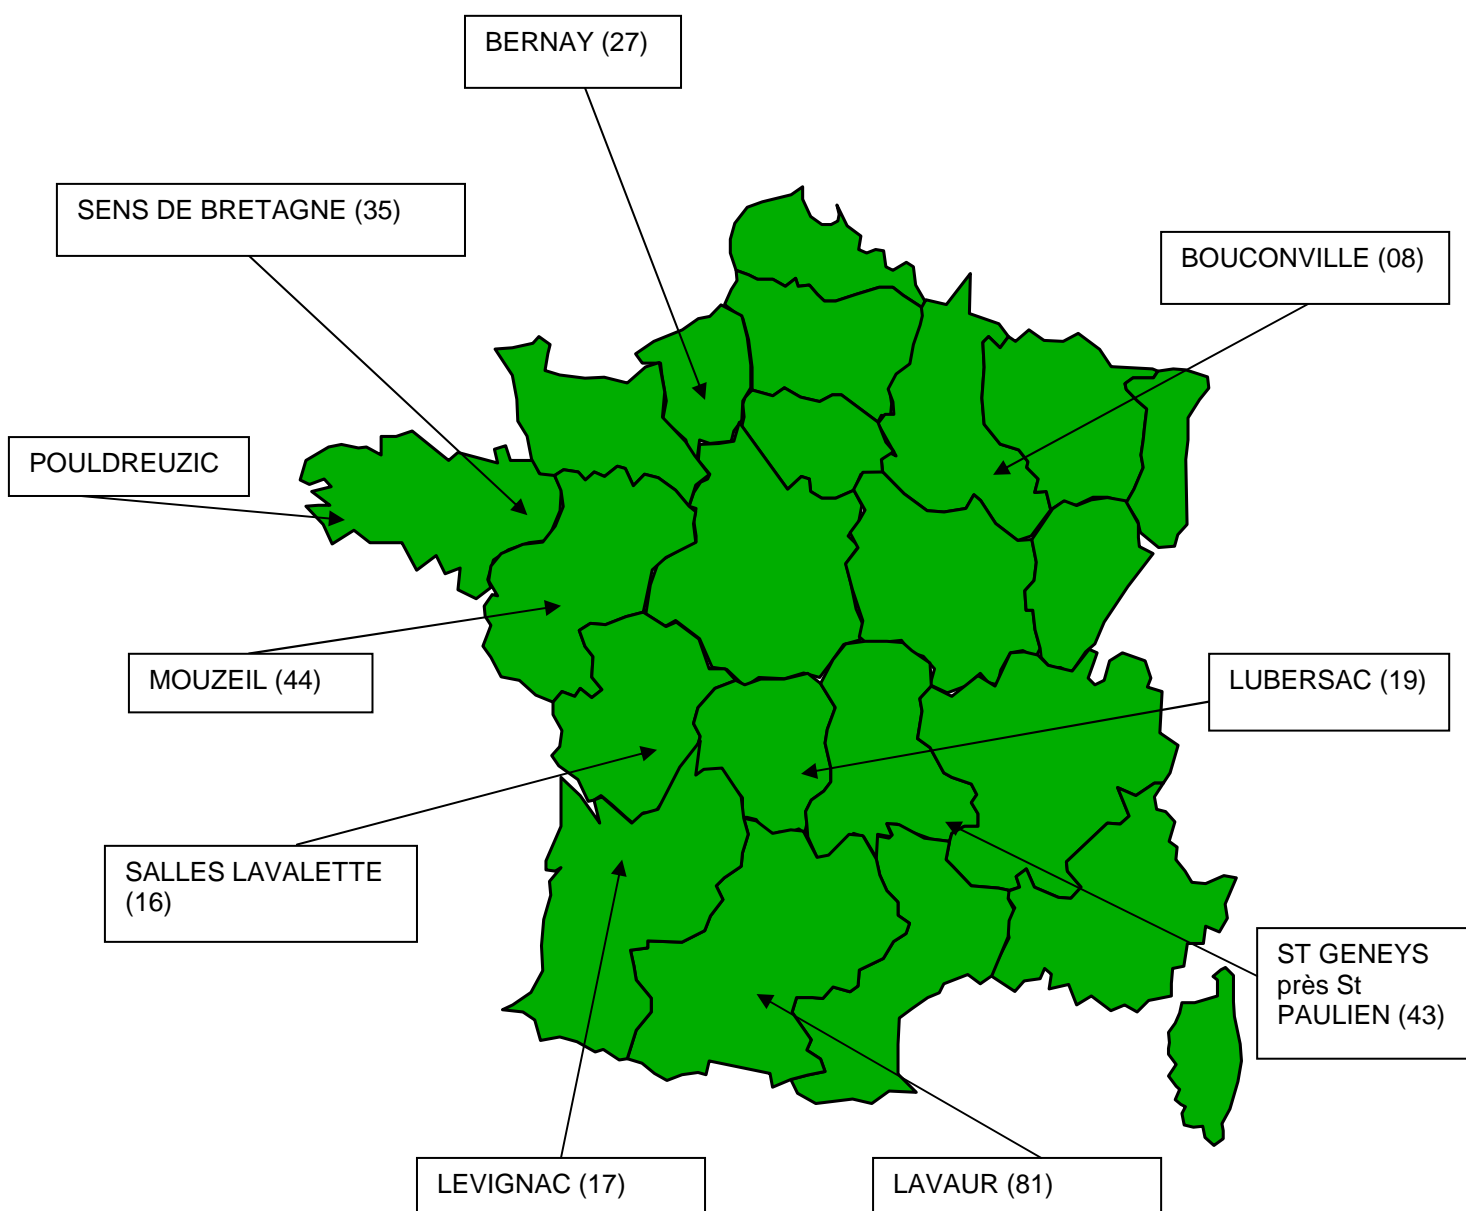 BERNAY (27)
SENS DE BRETAGNE (35)
BOUCONVILLE (08)
POULDREUZIC
MOUZEIL (44)
LUBERSAC (19)
SALLES LAVALETTE
(16)
ST GENEYS
près St
PAULIEN (43)
LEVIGNAC (17)
LAVAUR (81)